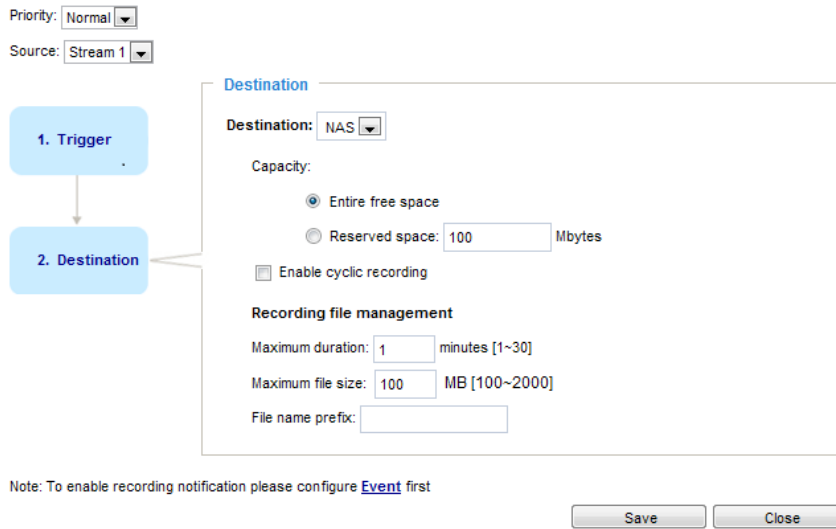 Priority: Normal
Source: Stream 1
Destination
1. Trigger
.
2. Destination
Destination: NAS
Capacity:
Entire free space
Reserved space: 100 Mbytes
Enable cyclic recording
Recording file management
Maximum duration: 1 minutes [1~30]
Maximum file size: 100 MB [100~2000]
File name prefix:
Note: To enable recording notification please configure Event first
Save Close